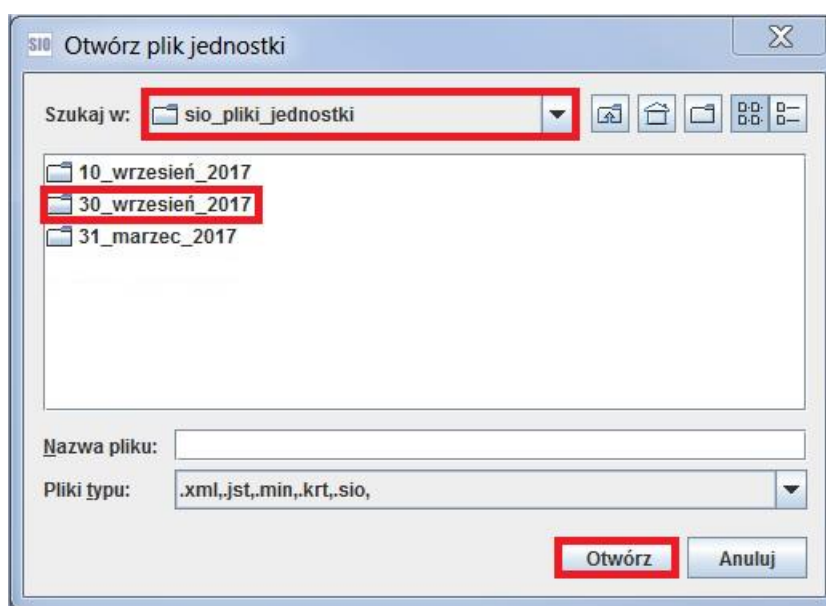 SIO Otwórz plik jednostki
Szukaj w: sio_pliki_jednostki
10_wrzesień_2017
30_wrzesień_2017
31_marzec_2017
Nazwa pliku:
Pliki typu: .xml,.jst,.min,.krt,.sio,
Otwórz Anuluj